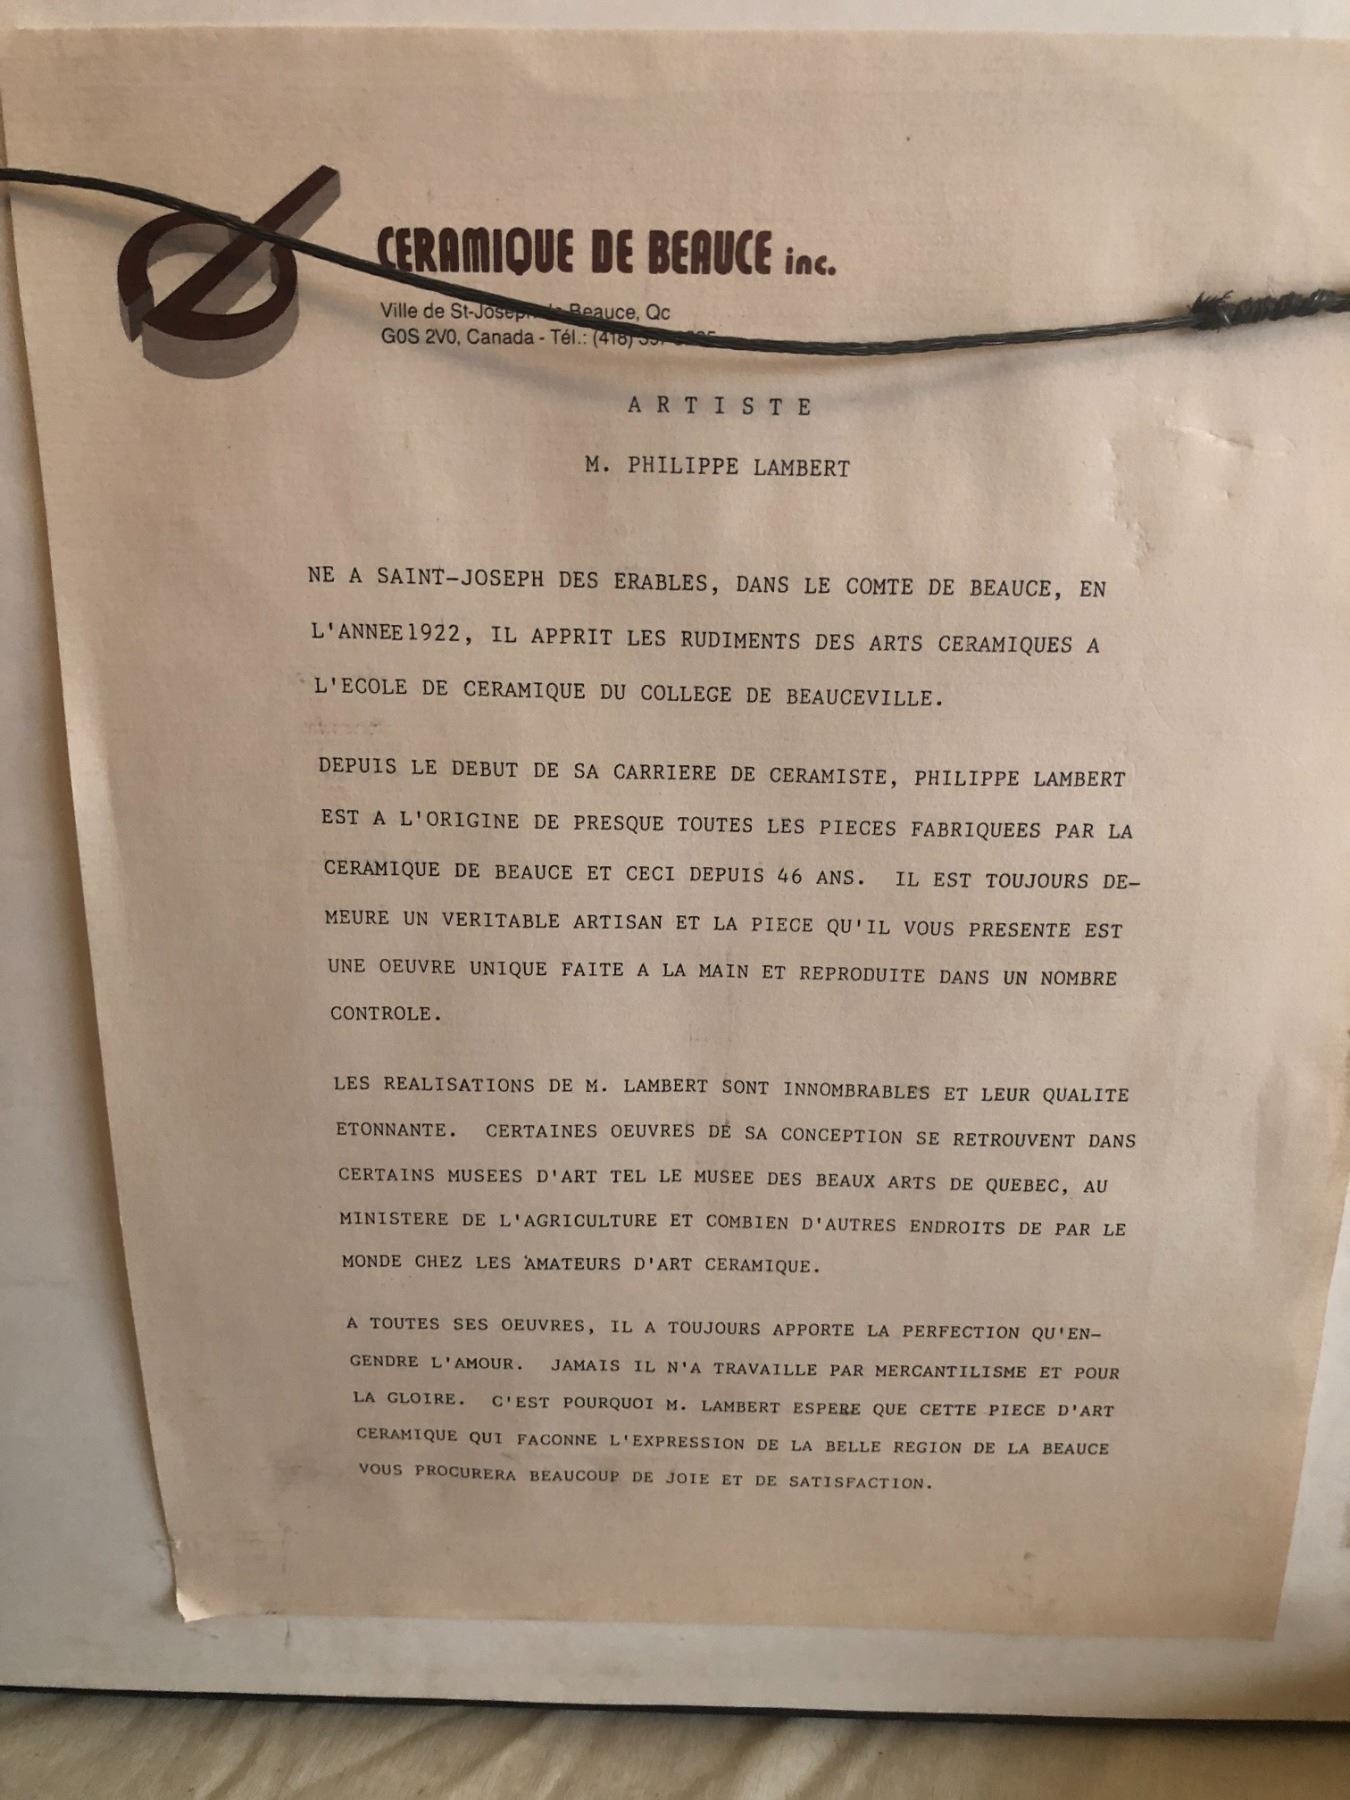 CERAMIQUE DE BEAUCE inc.
Ville de St-Joseph de Beauce, Qc
G0S 2V0, Canada - Tél.: (418)
ARTISTE
M. PHILIPPE LAMBERT
NE A SAINT-JOSEPH DES ERABLES, DANS LE COMTE DE BEAUCE, EN
L'ANNEE1922, IL APPRIT LES RUDIMENTS DES ARTS CERAMIQUES A
L'ECOLE DE CERAMIQUE DU COLLEGE DE BEAUCEVILLE.
DEPUIS LE DEBUT DE SA CARRIERE DE CERAMISTE, PHILIPPE LAMBERT
EST A L'ORIGINE DE PRESQUE TOUTES LES PIECES FABRIQUEES PAR LA
CERAMIQUE DE BEAUCE ET CECI DEPUIS 46 ANS. IL EST TOUJOURS DE-
MEURE UN VERITABLE ARTISAN ET LA PIECE QU'IL VOUS PRESENTE EST
UNE OEUVRE UNIQUE FAITE A LA MAIN ET REPRODUITE DANS UN NOMBRE
CONTROLE.
LES REALISATIONS DE M. LAMBERT SONT INNOMBRABLES ET LEUR QUALITE
ETONNANTE. CERTAINES OEUVRES DE SA CONCEPTION SE RETROUVENT DANS
CERTAINS MUSEES D'ART TEL LE MUSEE DES BEAUX ARTS DE QUEBEC, AU
MINISTERE DE L'AGRICULTURE ET COMBIEN D'AUTRES ENDROITS DE PAR LE
MONDE CHEZ LES AMATEURS D'ART CERAMIQUE.
A TOUTES SES OEUVRES, IL A TOUJOURS APPORTE LA PERFECTION QU'EN-
GENDRE L'AMOUR. JAMAIS IL N'A TRAVAILLE PAR MERCANTILISME ET POUR
LA GLOIRE. C'EST POURQUOI M. LAMBERT ESPERE QUE CETTE PIECE D'ART
CERAMIQUE QUI FACONNE L'EXPRESSION DE LA BELLE REGION DE LA BEAUCE
VOUS PROCURERA BEAUCOUP DE JOIE ET DE SATISFACTION.